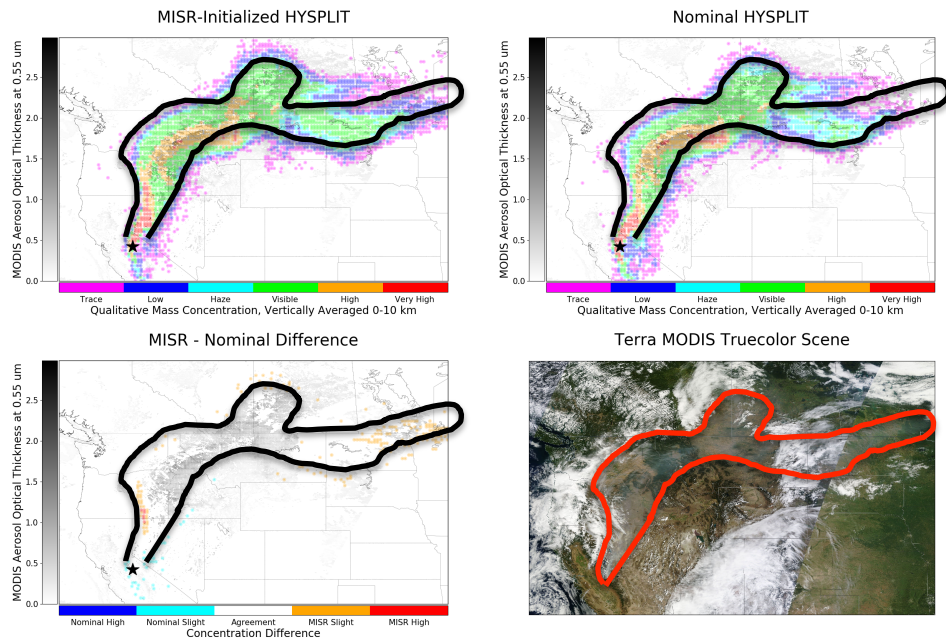 MISR-Initialized HYSPLIT
MODIS Aerosol Optical Thickness at 0.55 um
2.5
2.0
1.5
1.0
0.5
0.0
Trace Low Haze Visible High Very High
Qualitative Mass Concentration, Vertically Averaged 0-10 km
Nominal HYSPLIT
MODIS Aerosol Optical Thickness at 0.55 um
2.5
2.0
1.5
1.0
0.5
0.0
Trace Low Haze Visible High Very High
Qualitative Mass Concentration, Vertically Averaged 0-10 km
MISR - Nominal Difference
MODIS Aerosol Optical Thickness at 0.55 um
2.5
2.0
1.5
1.0
0.5
0.0
Nominal High Nominal Slight Agreement MISR Slight MISR High
Concentration Difference
Terra MODIS Truecolor Scene